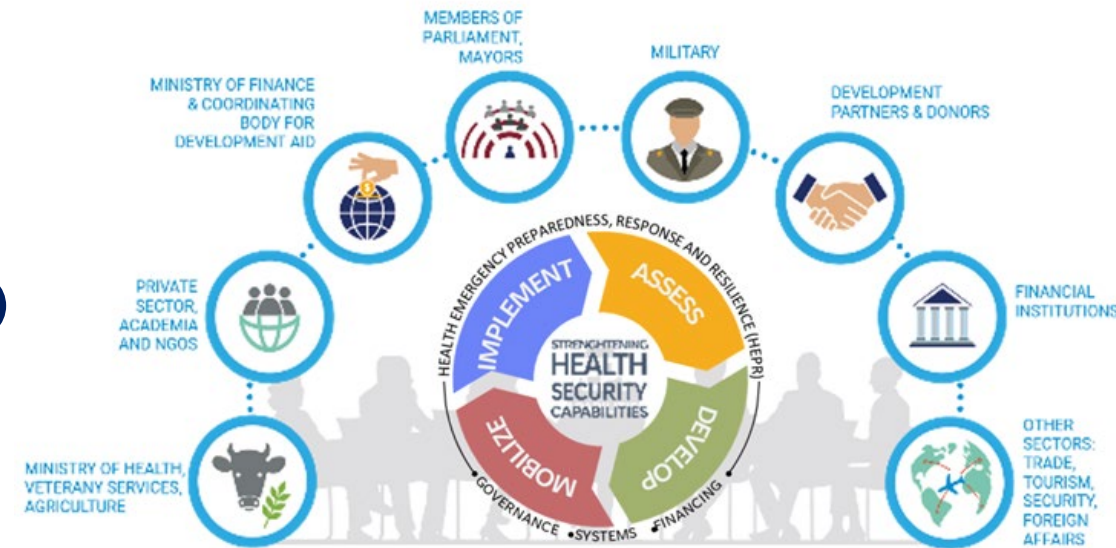 MEMBERS OF
PARLIAMENT,
MAYORS
MILITARY
MINISTRY OF FINANCE
& COORDINATING
BODY FOR
DEVELOPMENT AID
DEVELOPMENT
PARTNERS & DONORS
PRIVATE
SECTOR,
ACADEMIA
AND NGOS
FINANCIAL
INSTITUTIONS
MINISTRY OF HEALTH,
VETERANY SERVICES,
AGRICULTURE
OTHER
SECTORS:
TRADE,
TOURISM,
SECURITY,
FOREIGN
AFFAIRS
HEALTH EMERGENCY PREPAREDNESS, RESPONSE AND RESILIENCE (HEPR)
IMPLEMENT
ASSESS
DEVELOP
MOBILIZE
STRENGHTENING
HEALTH
SECURITY
CAPABILITIES
GOVERNANCE •SYSTEMS •FINANCING
$